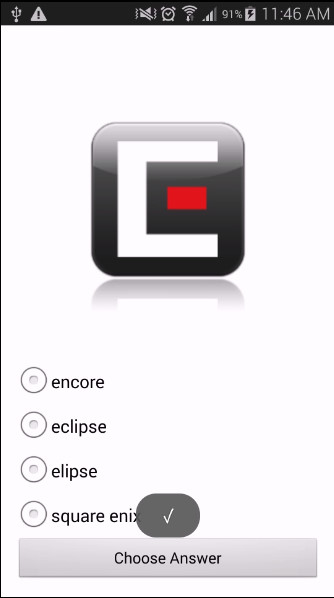 91% 11:46 AM
encore
eclipse
elipse
square enix
√
Choose Answer